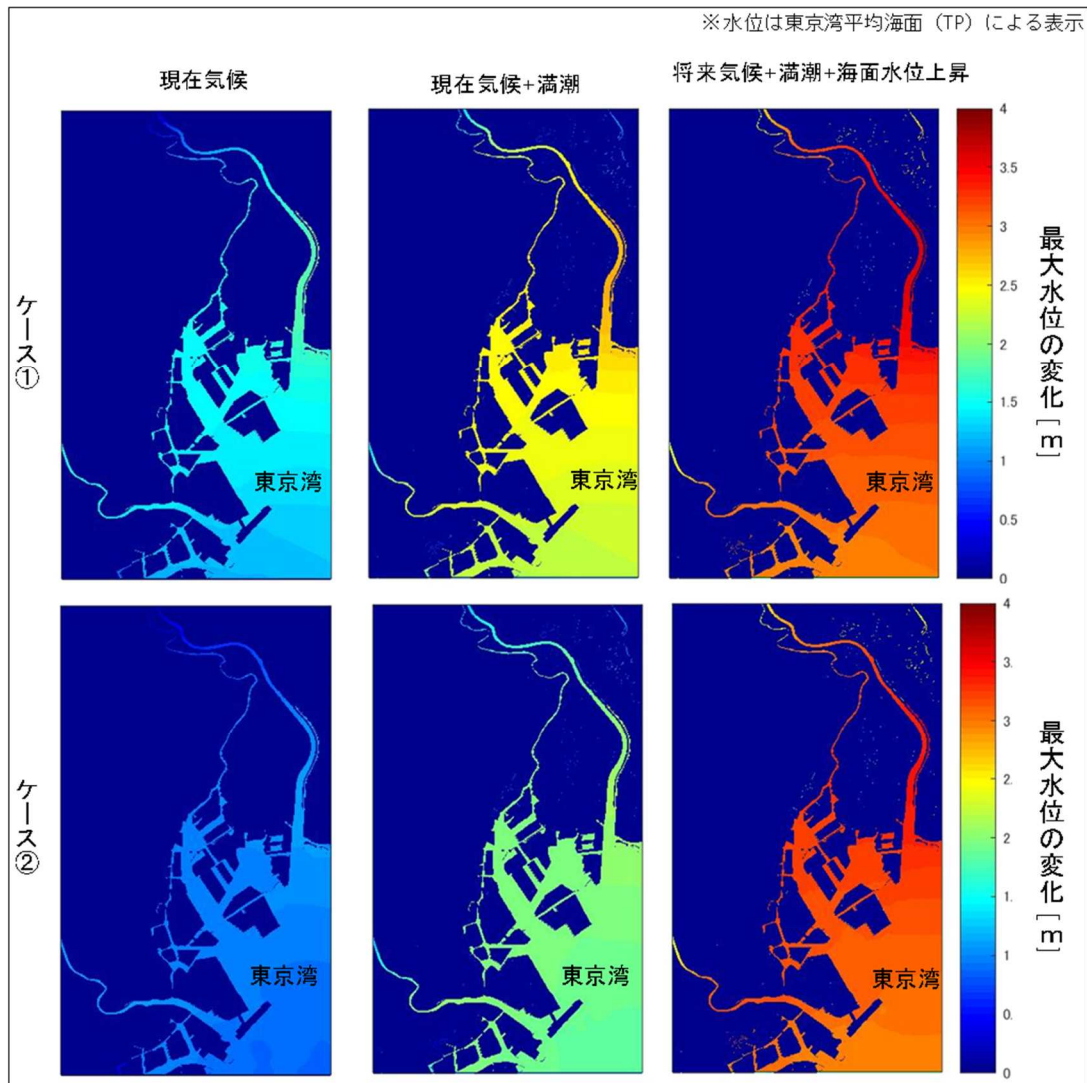 ※水位は東京湾平均海面（TP）による表示
現在気候
現在気候+満潮
将来気候+満潮+海面水位上昇
ケース①
東京湾
東京湾
東京湾
4
3.5
3
2.5
2
1.5
1
0.5
0
最大水位の変化[m]
ケース②
東京湾
東京湾
東京湾
4
3.
3
2.
2
1.
1
0.
0
最大水位の変化[m]